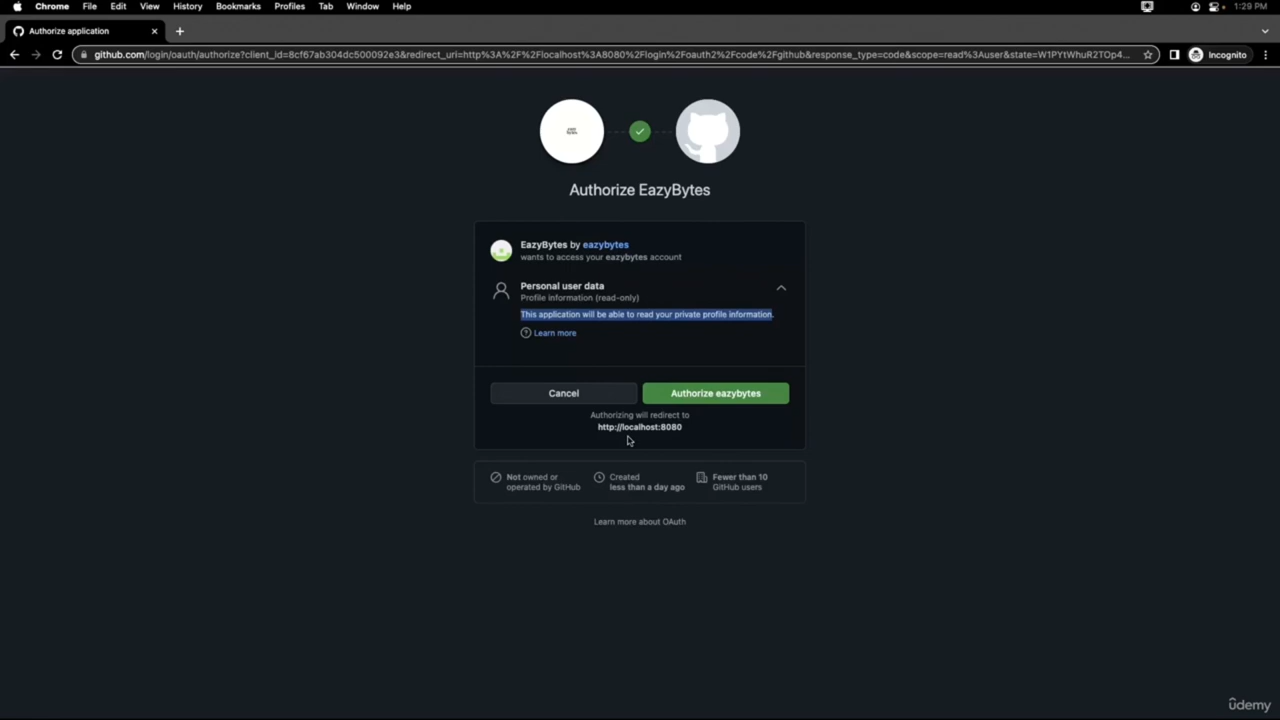 Chrome File Edit View History Bookmarks Profiles Tab Window Help 1:29 PM
Authorize application
github.com/login/oauth/authorize?client_id=8cf67ab304dc500092e3&redirect_uri=http%3A%2F%2Flocalhost%3A8080%2Flogin%2Foauth2%2Fcode%2Fgithub&response_type=code&scope=read%3Auser&state=W1PYtWhuR2TOp4... Incognito
Authorize EazyBytes
EazyBytes by eazybytes
wants to access your eazybytes account
Personal user data
Profile information (read-only)
This application will be able to read your private profile information.
Learn more
Cancel Authorize eazybytes
Authorizing will redirect to
http://localhost:8080
Not owned or Created Fewer than 10
operated by GitHub less than a day ago GitHub users
Learn more about OAuth
ûdemy